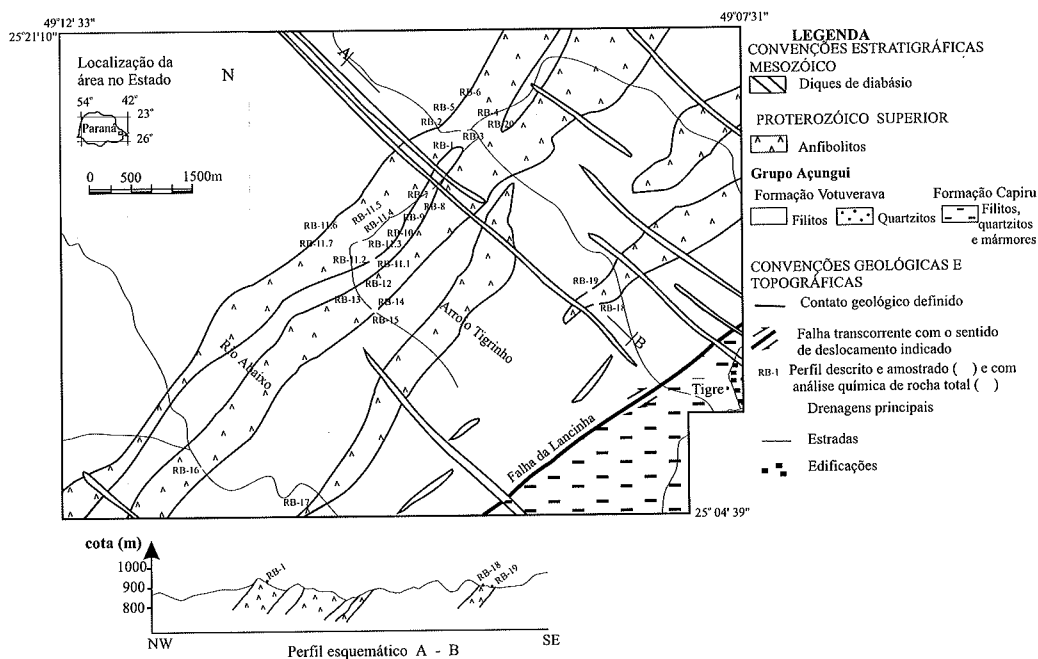 49°12' 33"
49°07'31"
25°21'10"
Localização da
área no Estado
54° 42°
23°
Paraná
26°
0 500 1500m
N
A
RB-6
RB-5
RB-4
RB-2
RB-20
RB-3
RB-1
RB-7
RB-8
RB-11.5
RB-11.4
RB-9
RB-11.6
RB-10
RB-11.7
RB-11.3
RB-11.2
RB-11.1
RB-12
RB-13
RB-14
RB-15
RB-19
RB-18
B
Rio Abaixo
Arroio Tigrinho
Tigre
Falha da Lancinha
RB-16
RB-17
25° 04' 39"
LEGENDA
CONVENÇÕES ESTRATIGRÁFICAS
MESOZÓICO
Diques de diabásio
PROTEROZÓICO SUPERIOR
Anfibolitos
Grupo Açungui
Formação Votuverava
Formação Capiru
Filitos
Quartzitos
Filitos,
quartzitos
e mármores
CONVENÇÕES GEOLÓGICAS E
TOPOGRÁFICAS
Contato geológico definido
Falha transcorrente com o sentido
de deslocamento indicado
RB-1 Perfil descrito e amostrado ( ) e com
análise química de rocha total ( )
Drenagens principais
Estradas
Edificações
cota (m)
1000
900
800
RB-1
RB-18
RB-19
NW
SE
Perfil esquemático A - B